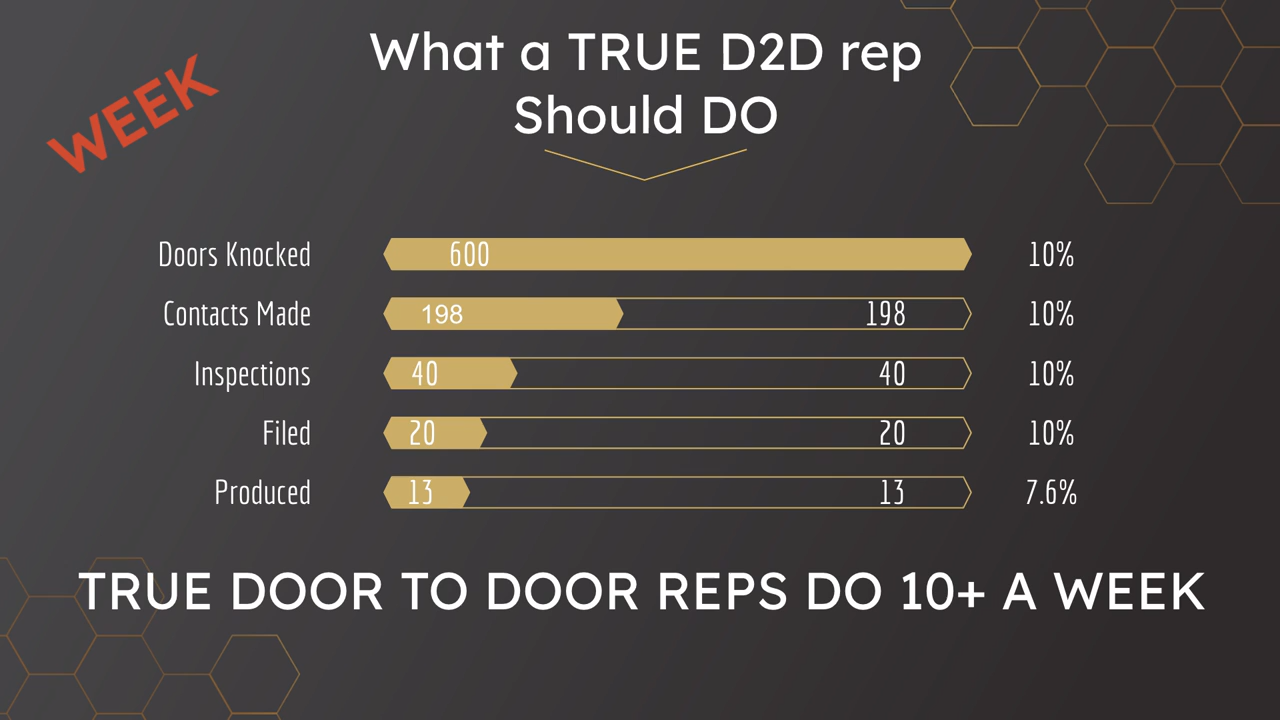 WEEK
What a TRUE D2D rep
Should DO
Doors Knocked 600 10%
Contacts Made 198 198 10%
Inspections 40 40 10%
Filed 20 20 10%
Produced 13 13 7.6%
TRUE DOOR TO DOOR REPS DO 10+ A WEEK